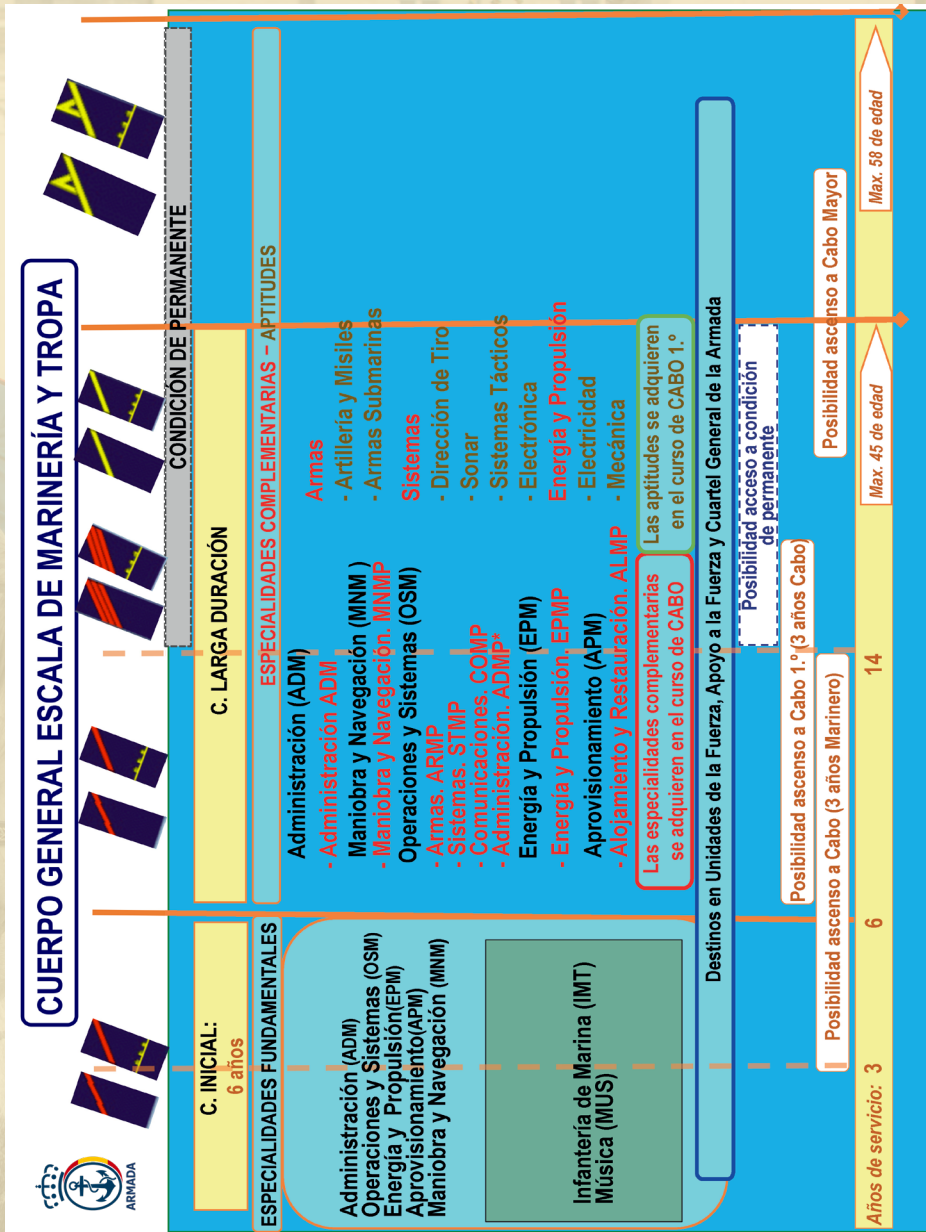 CUERPO GENERAL ESCALA DE MARINERÍA Y TROPA
ARMADA
CONDICIÓN DE PERMANENTE
C. INICIAL:
6 años
C. LARGA DURACIÓN
ESPECIALIDADES FUNDAMENTALES
ESPECIALIDADES COMPLEMENTARIAS – APTITUDES
Administración (ADM)
Operaciones y Sistemas (OSM)
Energía y Propulsión(EPM)
Aprovisionamiento(APM)
Maniobra y Navegación (MNM)
Infantería de Marina (IMT)
Música (MUS)
Administración (ADM)
- Administración ADM
Maniobra y Navegación (MNM )
- Maniobra y Navegación. MNMP
Operaciones y Sistemas (OSM)
- Armas. ARMP
- Sistemas. STMP
- Comunicaciones. COMP
- Administración. ADMP*
Energía y Propulsión (EPM)
- Energía y Propulsión. EPMP
Aprovisionamiento (APM)
- Alojamiento y Restauración. ALMP
Las especialidades complementarias
se adquieren en el curso de CABO
Armas
- Artillería y Misiles
- Armas Submarinas
Sistemas
- Dirección de Tiro
- Sonar
- Sistemas Tácticos
- Electrónica
Energía y Propulsión
- Electricidad
- Mecánica
Las aptitudes se adquieren
en el curso de CABO 1.º
Destinos en Unidades de la Fuerza, Apoyo a la Fuerza y Cuartel General de la Armada
Posibilidad acceso a condición
de permanente
Posibilidad ascenso a Cabo 1.º (3 años Cabo)
Posibilidad ascenso a Cabo (3 años Marinero)
Posibilidad ascenso a Cabo Mayor
Años de servicio: 3
6
14
Max. 45 de edad
Max. 58 de edad